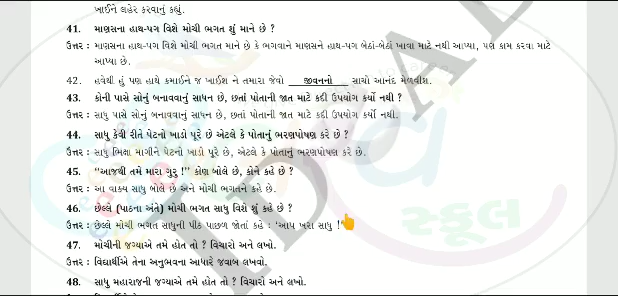 ખાઈને લહેર કરવાનું કહ્યું.
41. માણસના હાથ-પગ વિશે મોચી ભગત શું માને છે ?
ઉત્તર : માણસના હાથ-પગ વિશે મોચી ભગત માને છે કે ભગવાને માણસને હાથ-પગ બેઠાં-બેઠાં ખાવા માટે નથી આપ્યા, પણ કામ કરવા માટે
આપ્યા છે.
42. હવેથી હું પણ હાથે કમાઈને જ ખાઈશ ને તમારા જેવો જીવનનો સાચો આનંદ મેળવીશ.
43. કોની પાસે સોનું બનાવવાનું સાધન છે, છતાં પોતાની જાત માટે કદી ઉપયોગ કર્યો નથી ?
ઉત્તર : સાધુ પાસે સોનું બનાવવાનું સાધન છે, છતાં પોતાની જાત માટે કદી ઉપયોગ કર્યો નથી.
44. સાધુ કેવી રીતે પેટનો ખાડો પૂરે છે એટલે કે પોતાનું ભરણપોષણ કરે છે ?
ઉત્તર : સાધુ ભિક્ષા માગીને પેટનો ખાડો પૂરે છે, એટલે કે પોતાનું ભરણપોષણ કરે છે.
45. "આજથી તમે મારા ગુરુ !" કોણ બોલે છે, કોને કહે છે ?
ઉત્તર : આ વાક્ય સાધુ બોલે છે અને મોચી ભગતને કહે છે.
46. છેલ્લે (પાઠના અંતે) મોચી ભગત સાધુ વિશે શું કહે છે ?
ઉત્તર : છેલ્લે મોચી ભગત સાધુની પીઠ પાછળ જોતાં કહે : 'આપ ખરા સાધુ !'
47. મોચીની જગ્યાએ તમે હોત તો ? વિચારો અને લખો.
ઉત્તર : વિદ્યાર્થીએ તેના અનુભવના આધારે જવાબ લખવો.
48. સાધુ મહારાજની જગ્યાએ તમે હોત તો ? વિચારો અને લખો.
સ્કૂલ